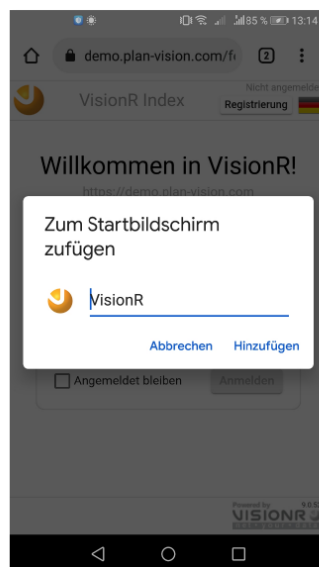 85 % 13:14
demo.plan-vision.com/f
2
Nicht angemelde
VisionR Index
Registrierung
Willkommen in VisionR!
https://demo.plan-vision.com
Zum Startbildschirm
zufügen
VisionR
Abbrechen Hinzufügen
Angemeldet bleiben Anmelden
Powered by
VISIONR